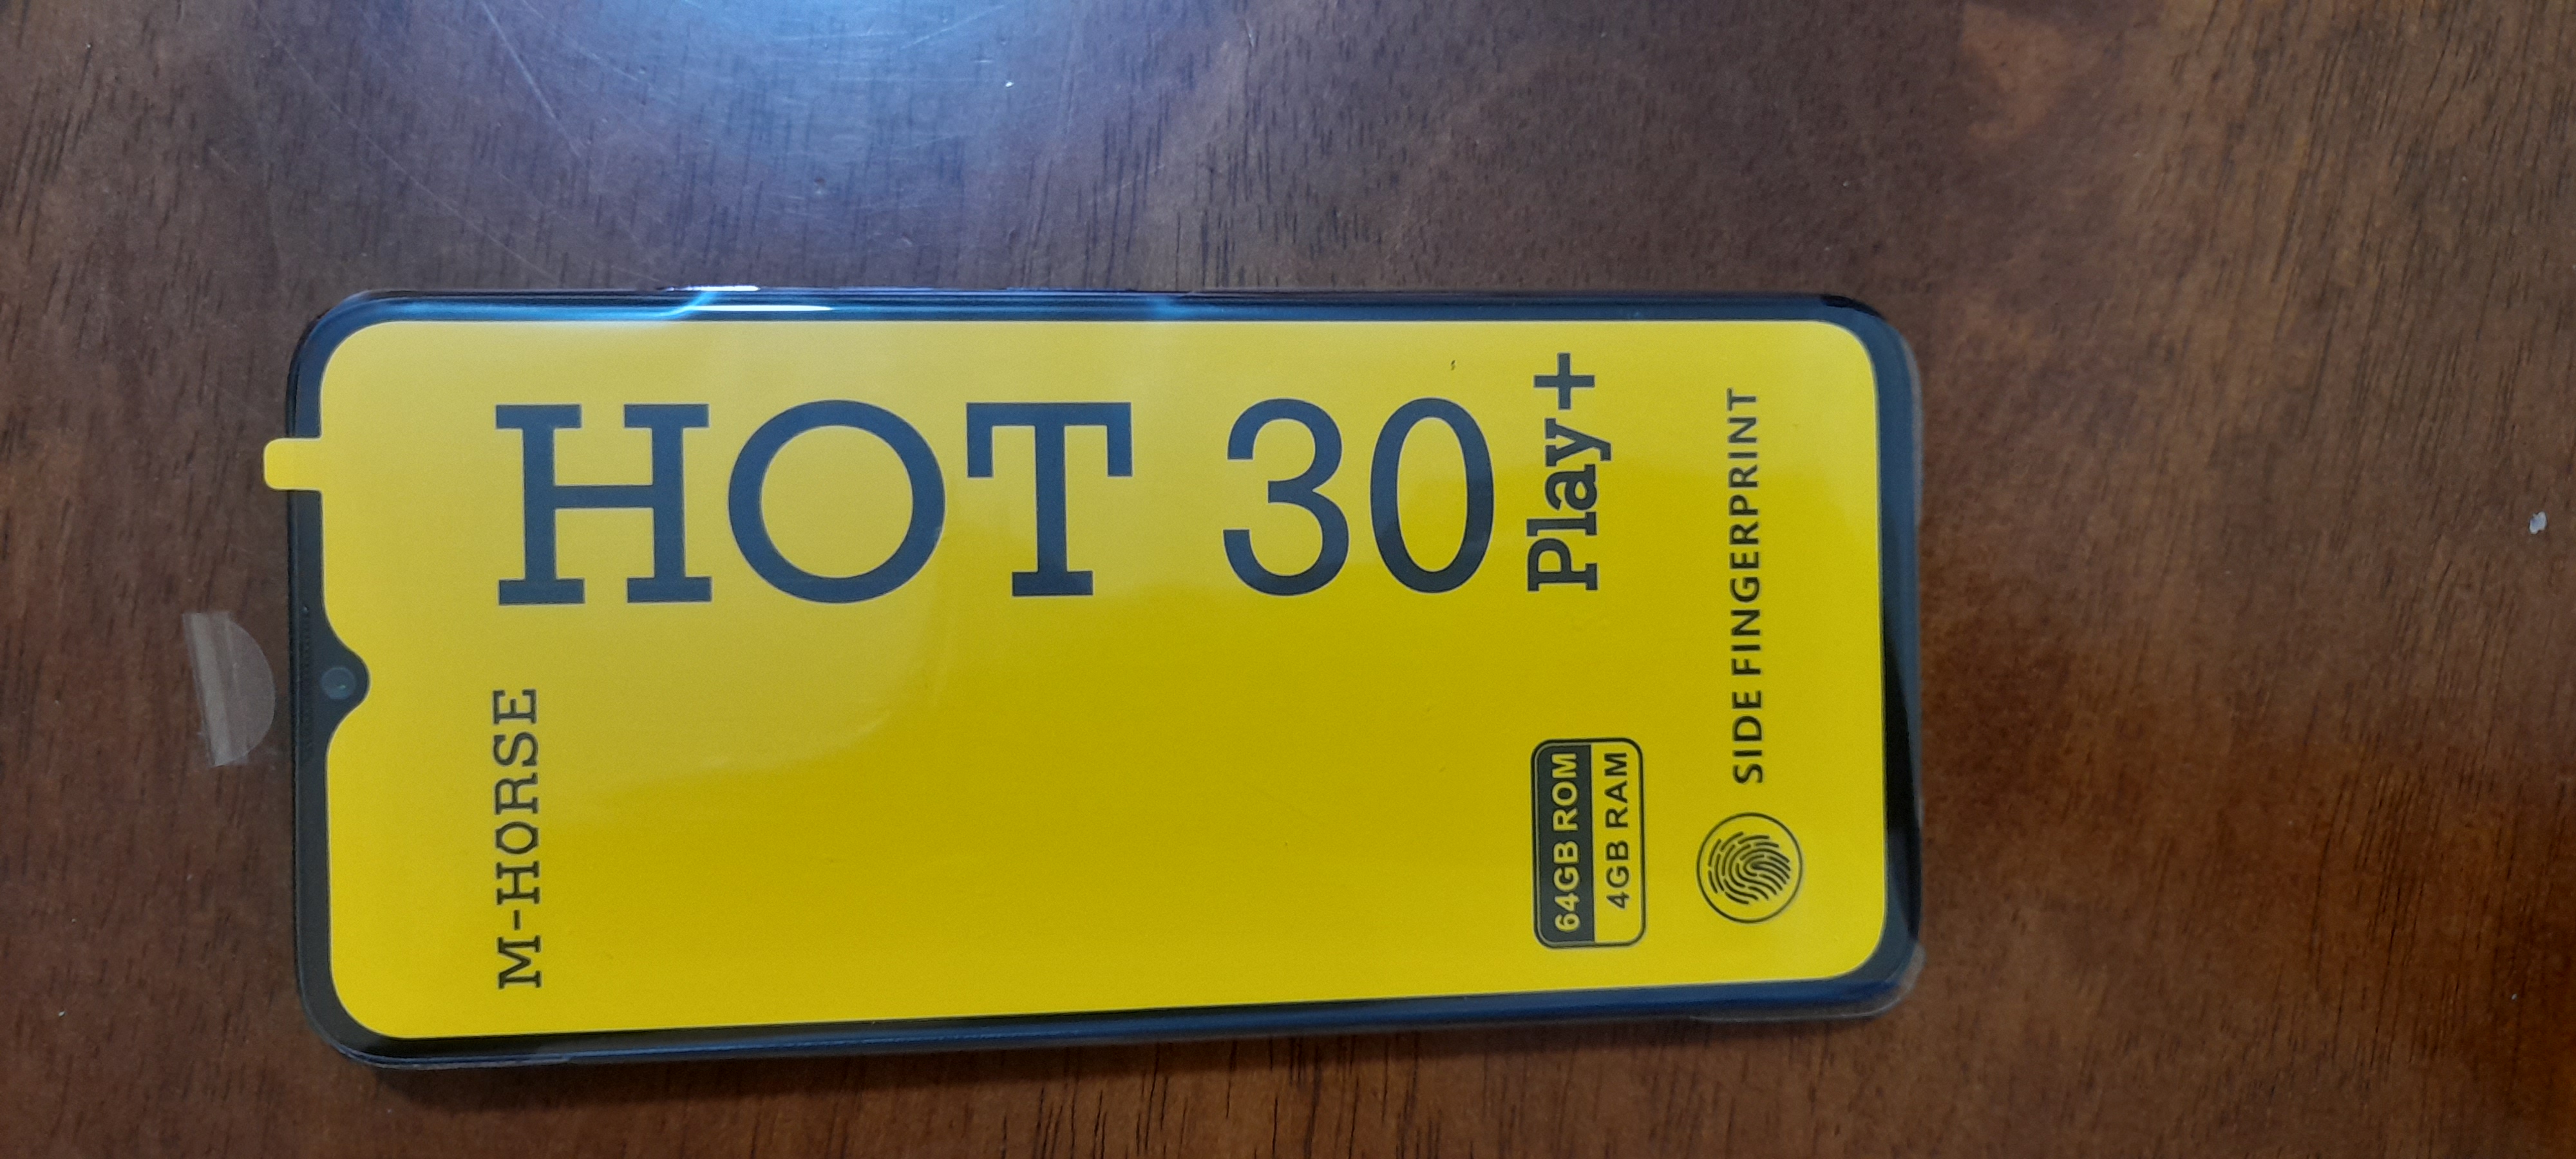 M-HORSE
HOT 30
Play+
64GB ROM
4GB RAM
SIDE FINGERPRINT